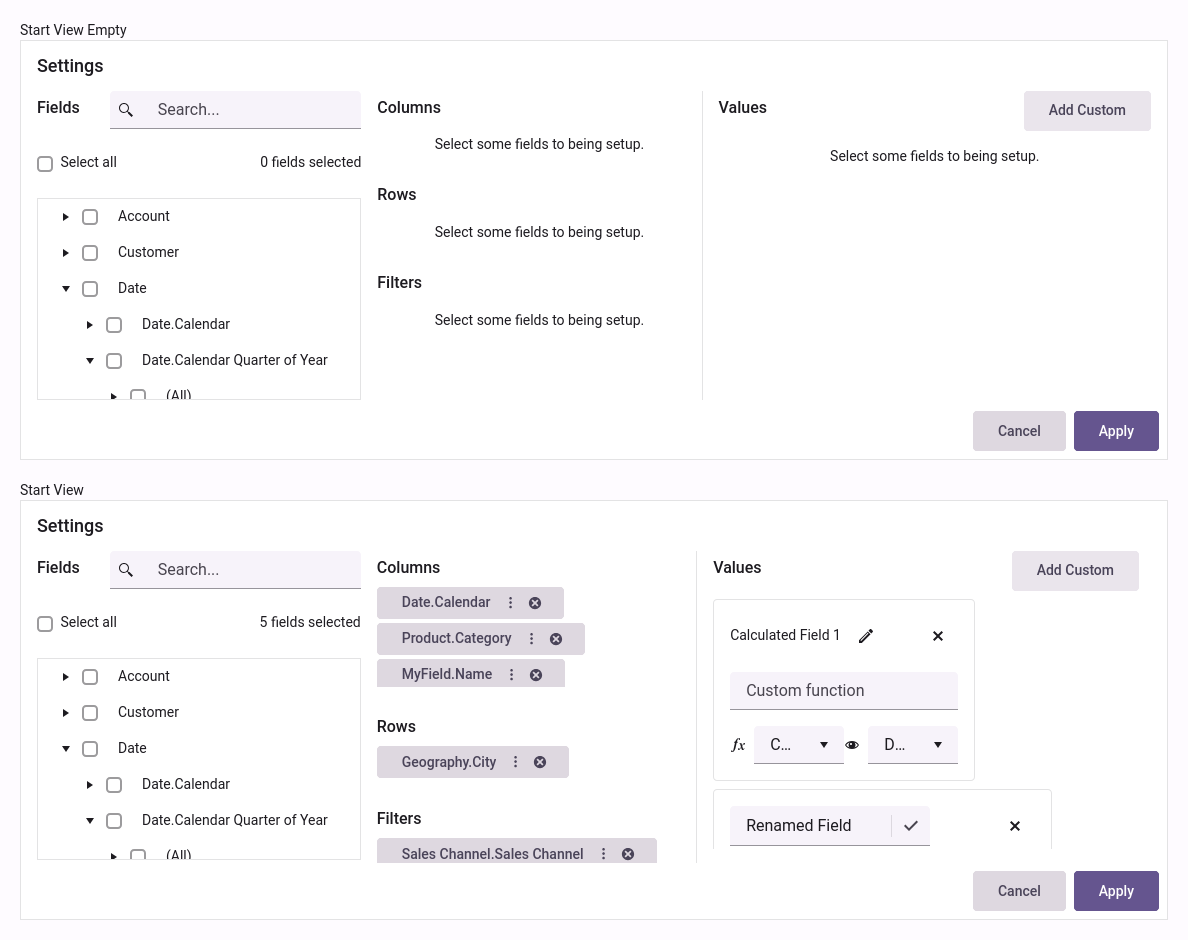 Start View Empty
Settings
Fields
Search...
Select all
0 fields selected
Account
Customer
Date
Date.Calendar
Date.Calendar Quarter of Year
(All)
Columns
Select some fields to being setup.
Rows
Select some fields to being setup.
Filters
Select some fields to being setup.
Values
Add Custom
Select some fields to being setup.
Cancel
Apply
Start View
Settings
Fields
Search...
Select all
5 fields selected
Account
Customer
Date
Date.Calendar
Date.Calendar Quarter of Year
(All)
Columns
Date.Calendar
Product.Category
MyField.Name
Rows
Geography.City
Filters
Sales Channel.Sales Channel
Values
Add Custom
Calculated Field 1
Custom function
fx
C...
D...
Renamed Field
Cancel
Apply